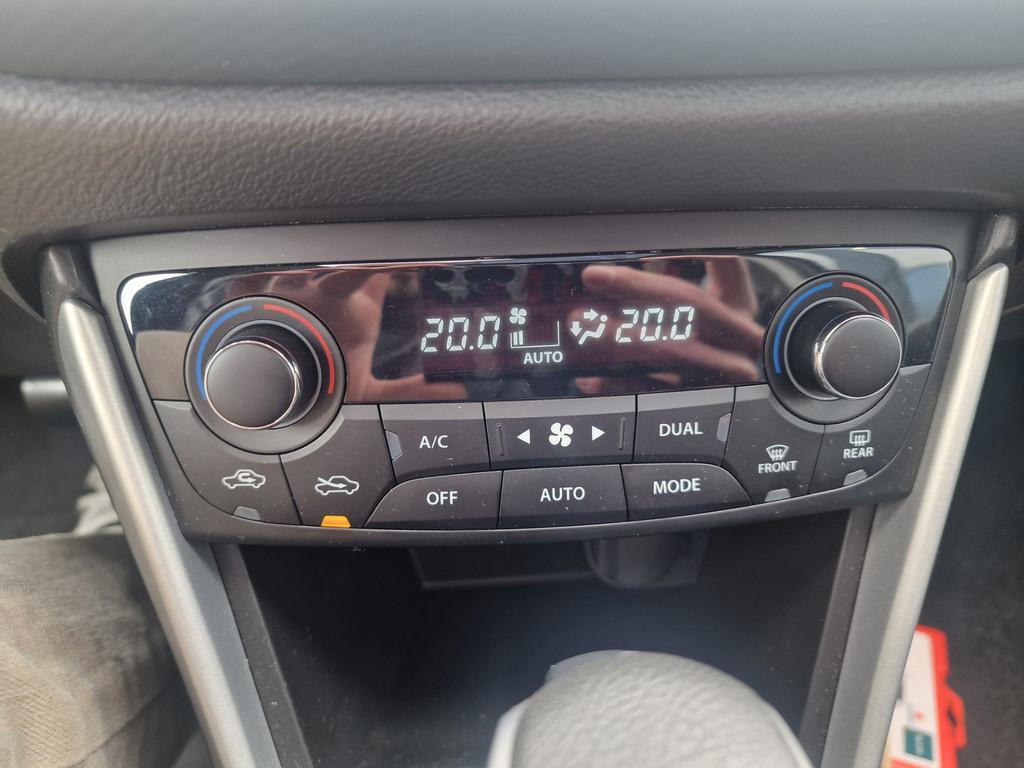 20.0 AUTO 20.0
A/C
DUAL
FRONT
REAR
OFF
AUTO
MODE